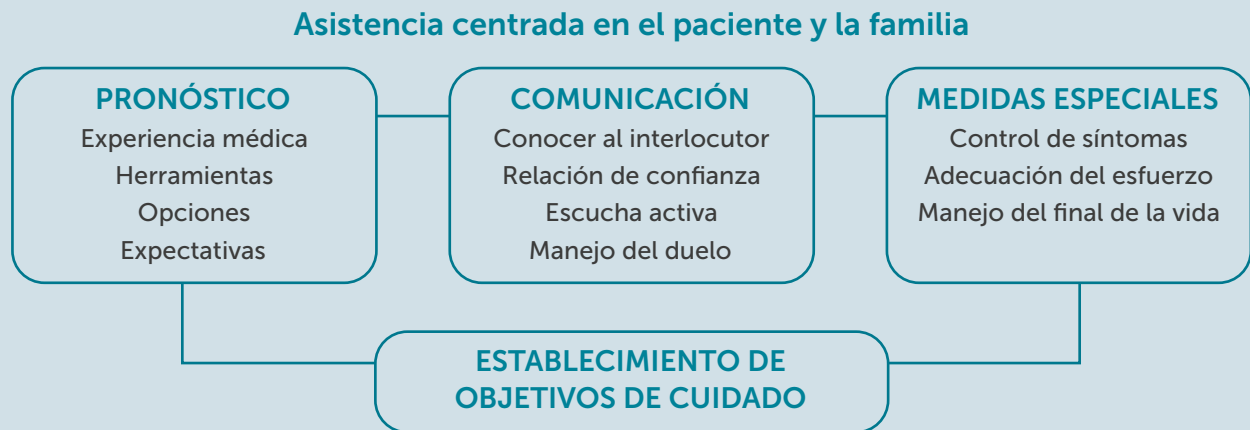 Asistencia centrada en el paciente y la familia
PRONÓSTICO
Experiencia médica
Herramientas
Opciones
Expectativas
COMUNICACIÓN
Conocer al interlocutor
Relación de confianza
Escucha activa
Manejo del duelo
MEDIDAS ESPECIALES
Control de síntomas
Adecuación del esfuerzo
Manejo del final de la vida
ESTABLECIMIENTO DE
OBJETIVOS DE CUIDADO